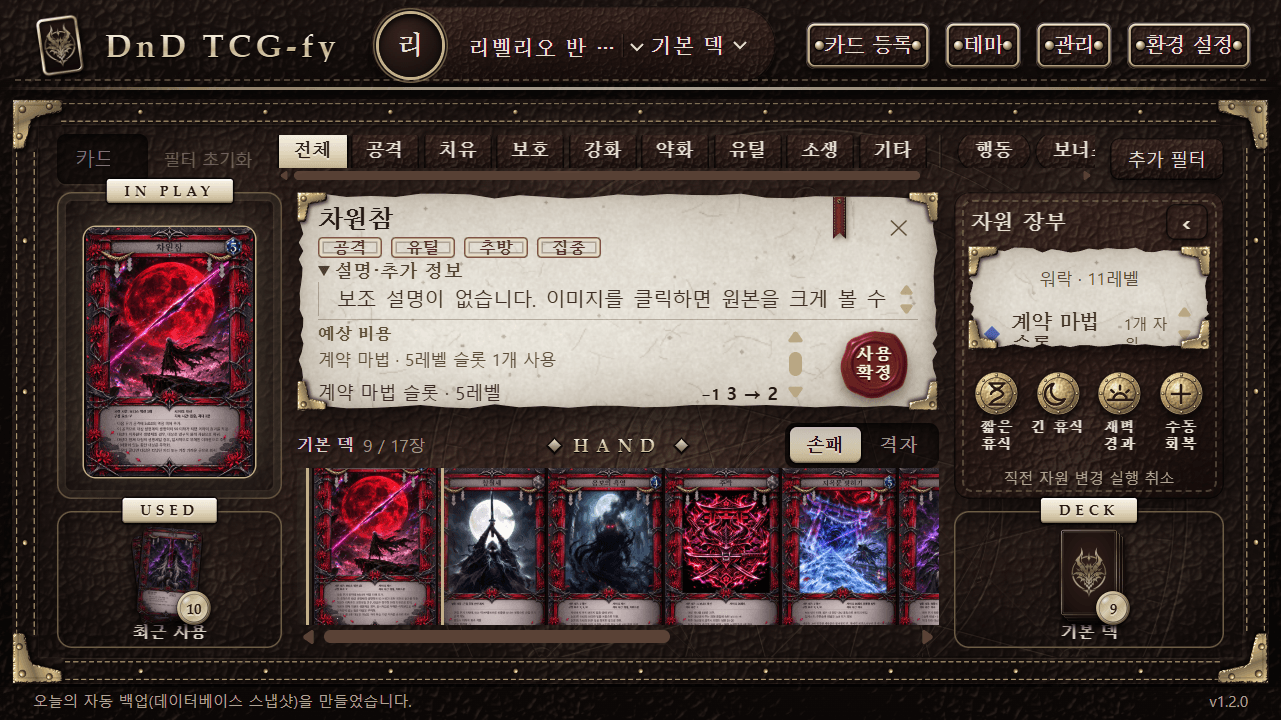 DnD TCG-fy
리
리벨리오 반 ···
기본 덱
카드 등록
테마
관리
환경 설정
카드
필터 초기화
전체
공격
치유
보호
강화
약화
유틸
소생
기타
행동
보너
추가 필터
IN PLAY
차원참
5
차원참
공격
유틸
추방
집중
▼ 설명·추가 정보
보조 설명이 없습니다. 이미지를 클릭하면 원본을 크게 볼 수
예상 비용
계약 마법 · 5레벨 슬롯 1개 사용
계약 마법 슬롯 · 5레벨
-1 3 → 2
사용
확정
자원 장부
워락 · 11레벨
계약 마법
슬롯
1개 자
원
짧은
휴식
긴 휴식
새벽
경과
수동
회복
직전 자원 변경 실행 취소
기본 덱 9 / 17장
HAND
손패
격자
USED
10
최근 사용
DECK
9
기본 덱
오늘의 자동 백업(데이터베이스 스냅샷)을 만들었습니다.
v1.2.0